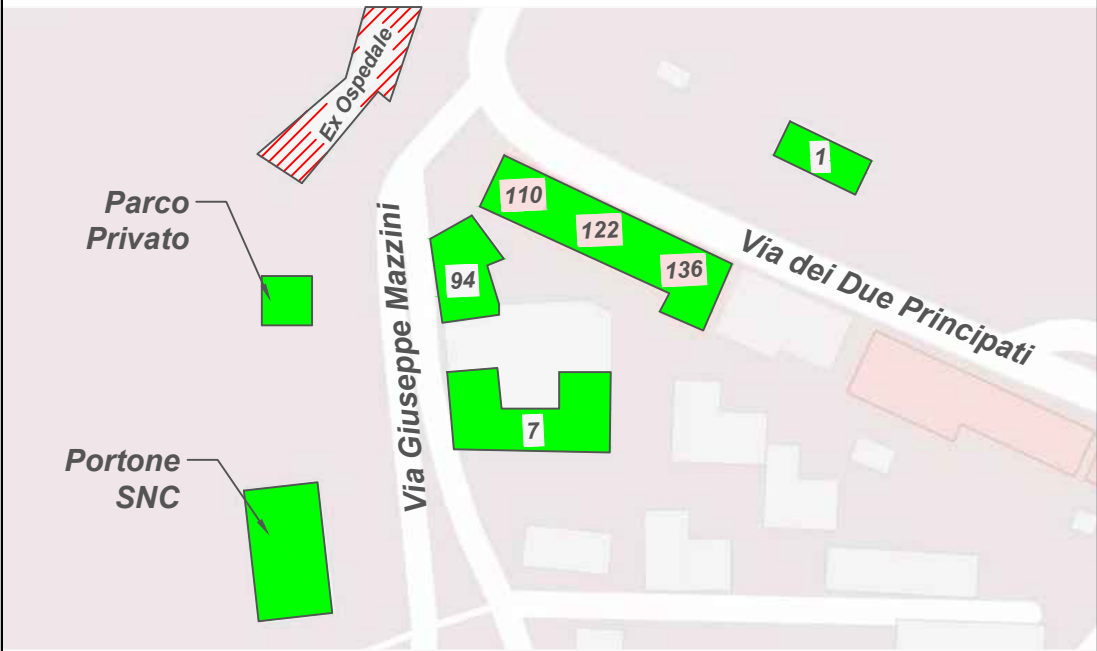 Ex Ospedale
1
110
122
136
Parco
Privato
94
Via Giuseppe Mazzini
Via dei Due Principati
7
Portone
SNC